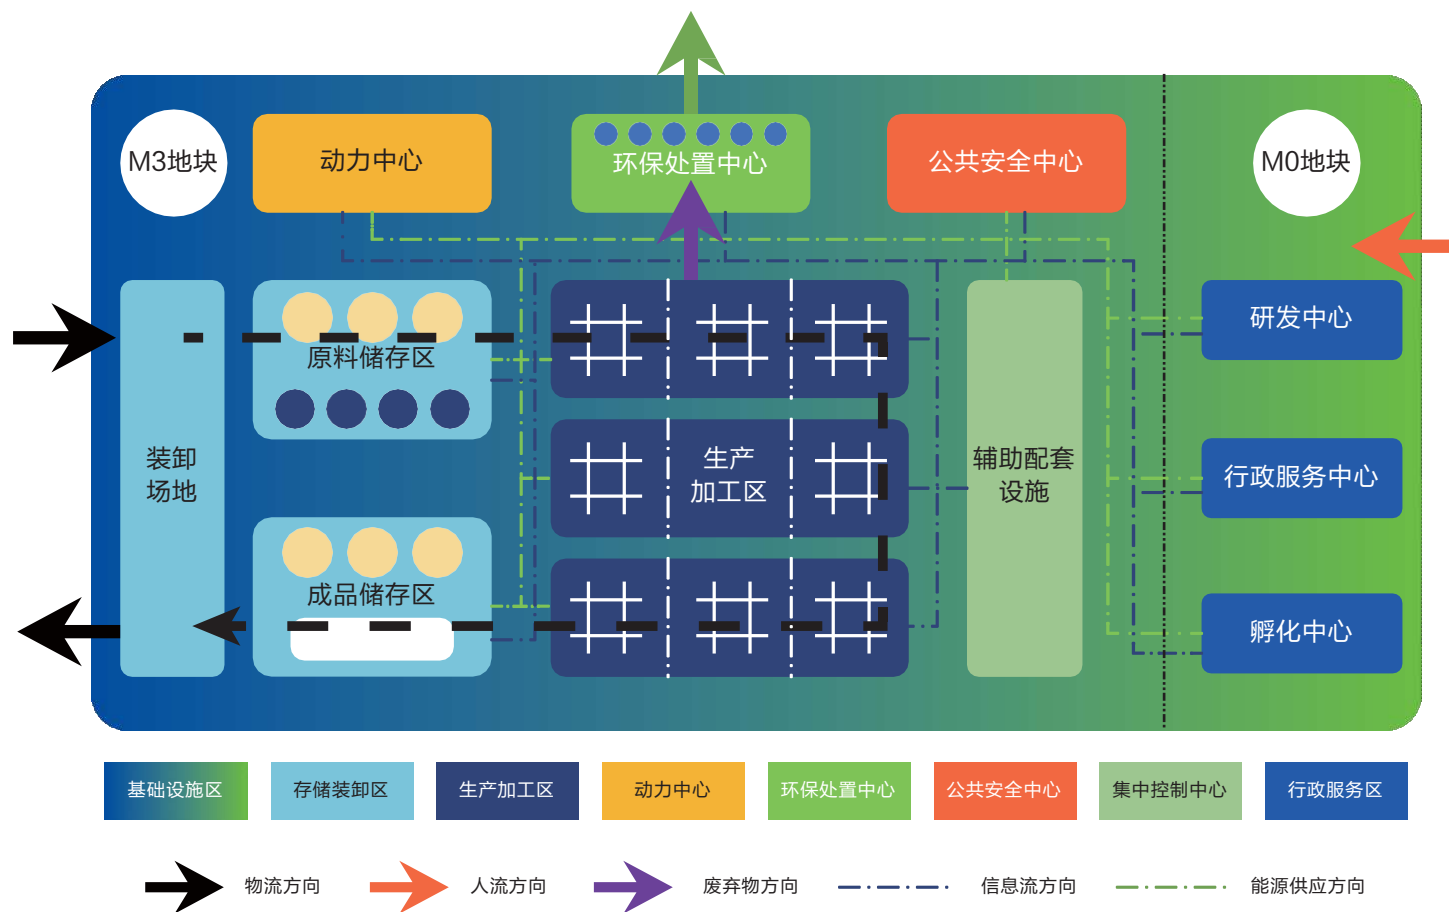 M3地块
动力中心
环保处置中心
公共安全中心
M0地块
原料储存区
研发中心
装卸
场地
生产
加工区
辅助配套
设施
行政服务中心
成品储存区
孵化中心
基础设施区
存储装卸区
生产加工区
动力中心
环保处置中心
公共安全中心
集中控制中心
行政服务区
物流方向
人流方向
废弃物方向
信息流方向
能源供应方向